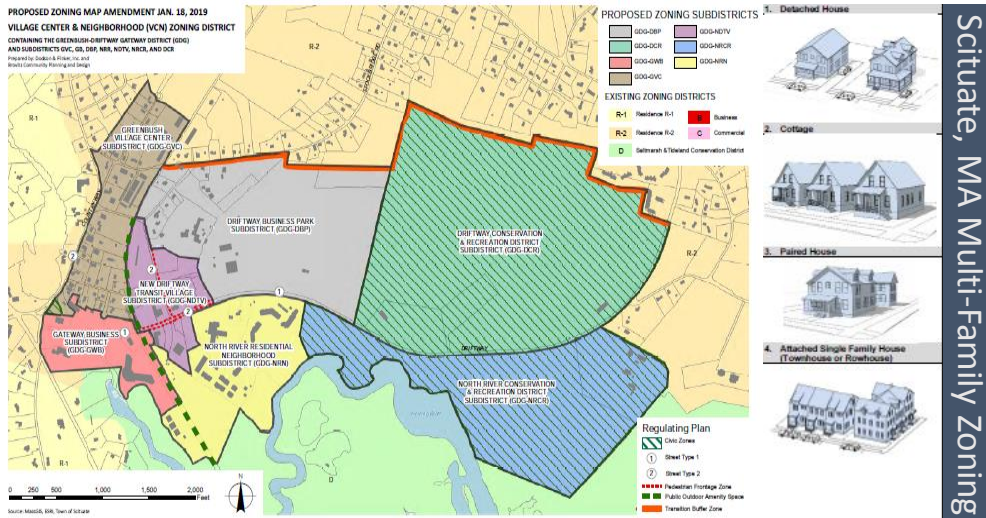 PROPOSED ZONING MAP AMENDMENT JAN. 18, 2019
VILLAGE CENTER & NEIGHBORHOOD (VCN) ZONING DISTRICT
CONTAINING THE GREENBUSH-DRIFTWAY GATEWAY DISTRICT (GDG)
AND SUBDISTRICTS GVC, GB, DBP, NRR, NDTV, NRCR, AND DCR
Prepared by: Dodson & Flinker, Inc. and
Brovitz Community Planning and Design
R-1
R-2
GREENBUSH
VILLAGE CENTER
SUBDISTRICT (GDG-GVC)
DRIFTWAY BUSINESS PARK
SUBDISTRICT (GDG-DBP)
DRIFTWAY CONSERVATION
& RECREATION DISTRICT
SUBDISTRICT (GDG-DCR)
R-2
2
2
1
NEW DRIFTWAY
TRANSIT VILLAGE
SUBDISTRICT (GDG-NDTV)
2
1
GATEWAY BUSINESS
SUBDISTRICT
(GDG-GWB)
NORTH RIVER RESIDENTIAL
NEIGHBORHOOD
SUBDISTRICT (GDG-NRN)
DRIFTWAY
NORTH RIVER CONSERVATION
& RECREATION DISTRICT
SUBDISTRICT (GDG-NRCR)
R-1
D
0 250 500 1,000 1,500 2,000
Feet
N
Source: MassGIS, ESRI, Town of Scituate
PROPOSED ZONING SUBDISTRICTS
GDG-DBP
GDG-NDTV
GDG-DCR
GDG-NRCR
GDG-GWB
GDG-NRN
GDG-GVC
EXISTING ZONING DISTRICTS
R-1 Residence R-1
B Business
R-2 Residence R-2
C Commercial
D Saltmarsh & Tideland Conservation District
Regulating Plan
Civic Zones
1 Street Type 1
2 Street Type 2
Pedestrian Frontage Zone
Public Outdoor Amenity Space
Transition Buffer Zone
1. Detached House
2. Cottage
3. Paired House
4. Attached Single Family House
(Townhouse or Rowhouse)
Scituate, MA Multi-Family Zoning